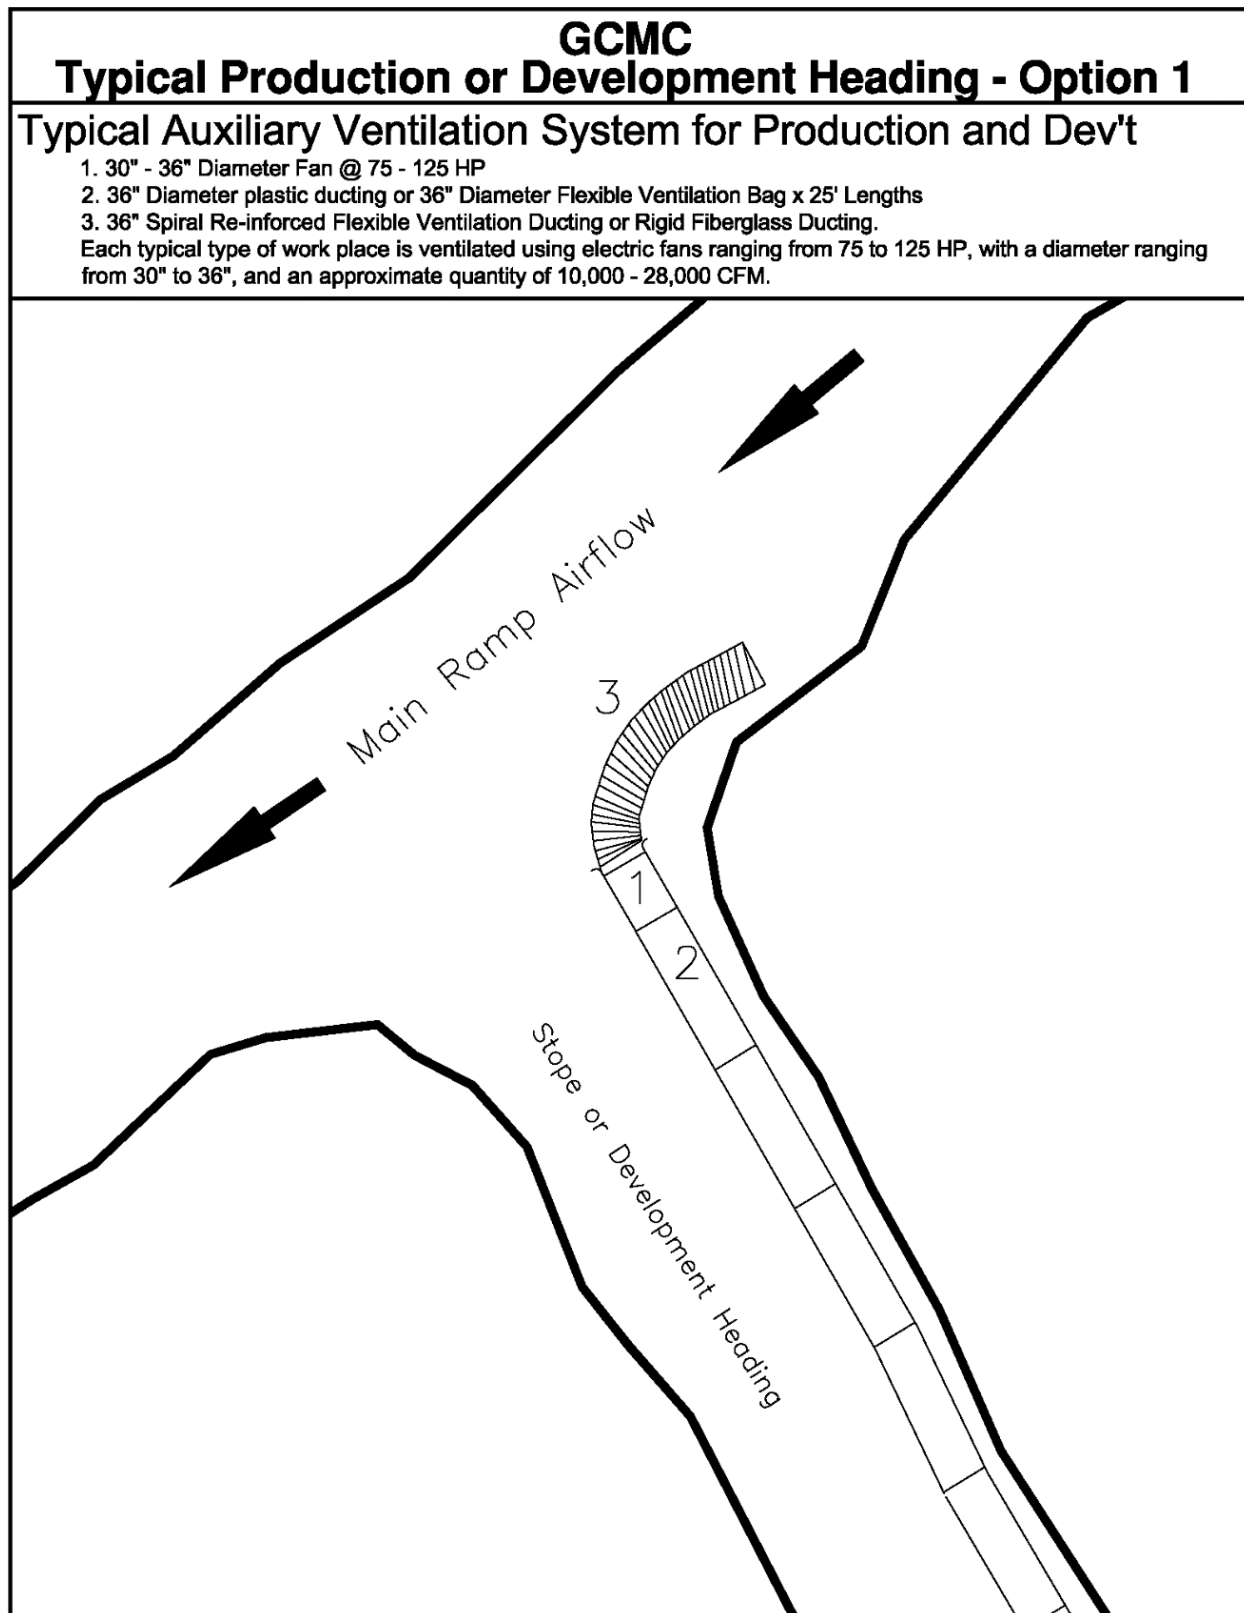 GCMC
Typical Production or Development Heading - Option 1
Typical Auxiliary Ventilation System for Production and Dev't
1. 30" - 36" Diameter Fan @ 75 - 125 HP
2. 36" Diameter plastic ducting or 36" Diameter Flexible Ventilation Bag x 25' Lengths
3. 36" Spiral Re-inforced Flexible Ventilation Ducting or Rigid Fiberglass Ducting.
Each typical type of work place is ventilated using electric fans ranging from 75 to 125 HP, with a diameter ranging
from 30" to 36", and an approximate quantity of 10,000 - 28,000 CFM.
Main Ramp Airflow
3
1
2
Stope or Development Heading